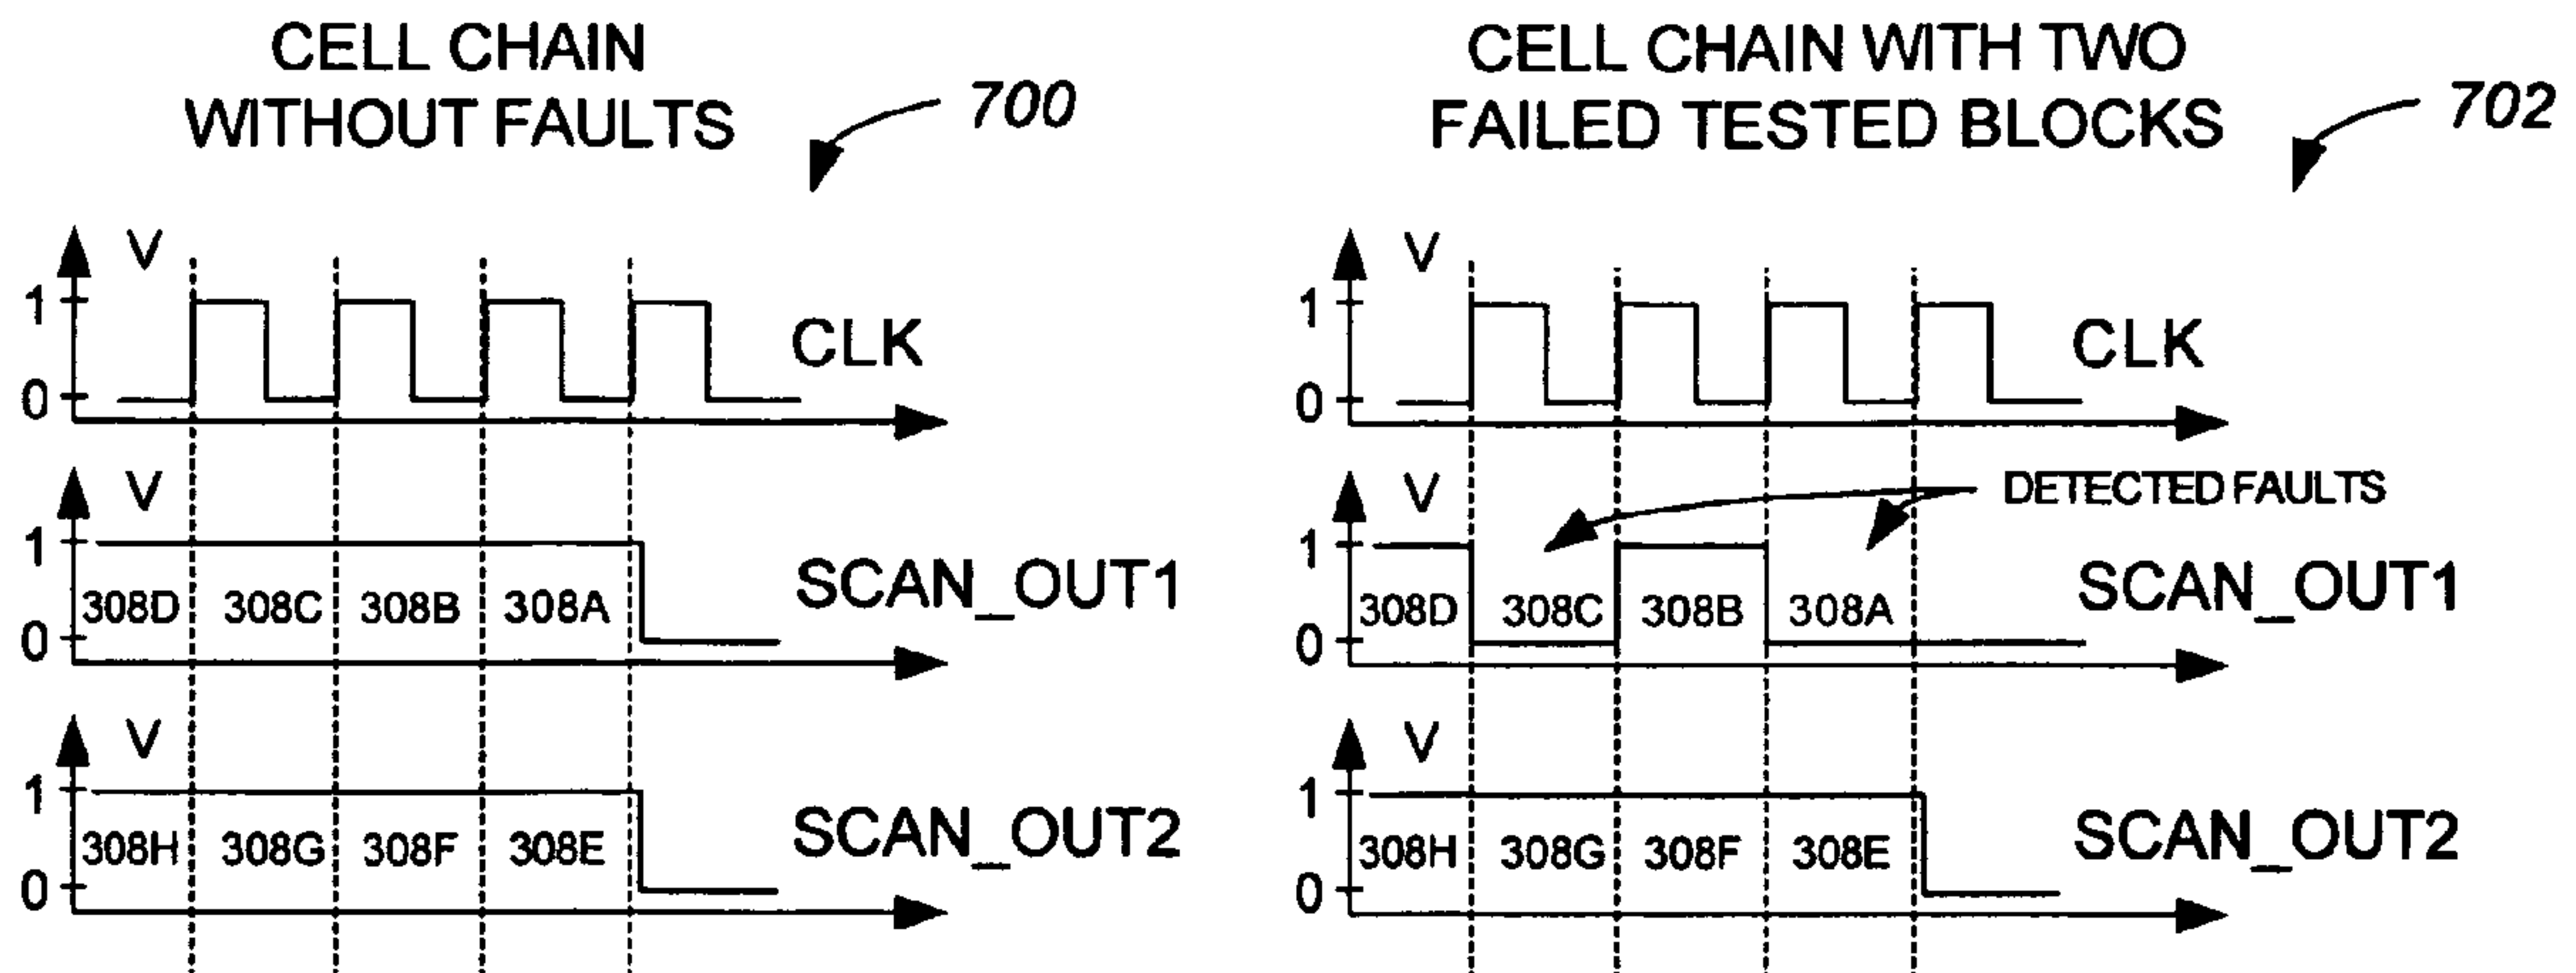 CELL CHAIN
WITHOUT FAULTS
700
V
1
0
CLK
V
1
0
308D 308C 308B 308A
SCAN_OUT1
V
1
0
308H 308G 308F 308E
SCAN_OUT2
CELL CHAIN WITH TWO
FAILED TESTED BLOCKS
702
V
1
0
CLK
DETECTED FAULTS
V
1
0
308D 308C 308B 308A
SCAN_OUT1
V
1
0
308H 308G 308F 308E
SCAN_OUT2